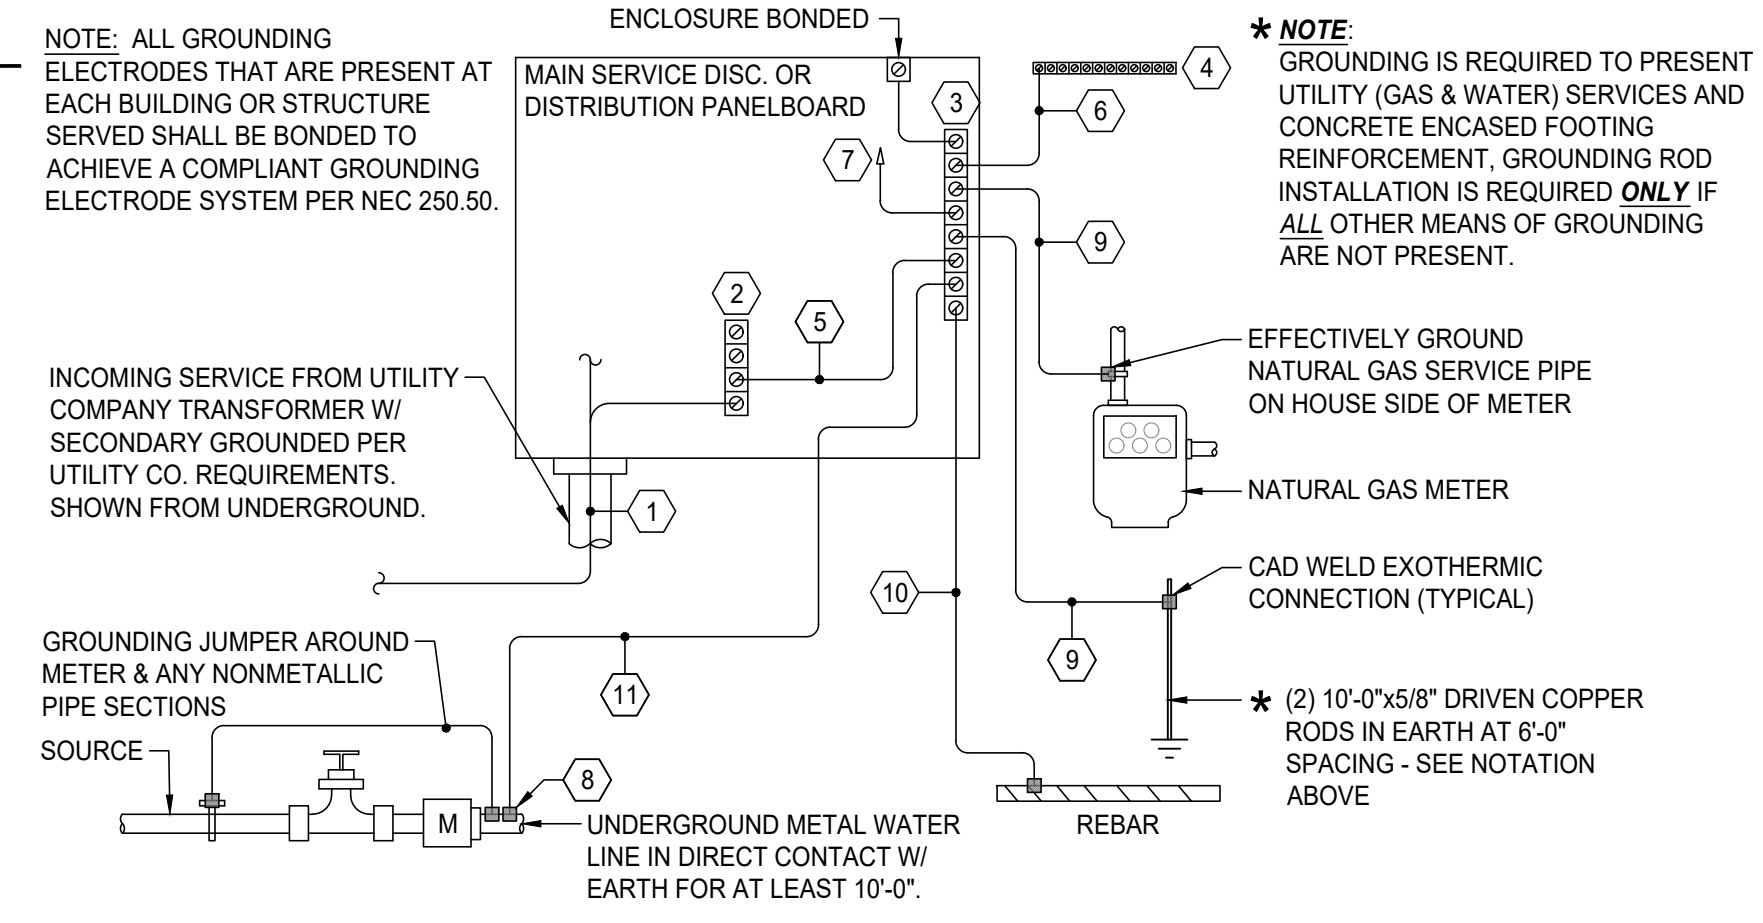 ENCLOSURE BONDED
NOTE: ALL GROUNDING
ELECTRODES THAT ARE PRESENT AT
EACH BUILDING OR STRUCTURE
SERVED SHALL BE BONDED TO
ACHIEVE A COMPLIANT GROUNDING
ELECTRODE SYSTEM PER NEC 250.50.
MAIN SERVICE DISC. OR
DISTRIBUTION PANELBOARD
3
4
6
7
9
* NOTE:
GROUNDING IS REQUIRED TO PRESENT
UTILITY (GAS & WATER) SERVICES AND
CONCRETE ENCASED FOOTING
REINFORCEMENT, GROUNDING ROD
INSTALLATION IS REQUIRED ONLY IF
ALL OTHER MEANS OF GROUNDING
ARE NOT PRESENT.
2
5
INCOMING SERVICE FROM UTILITY
COMPANY TRANSFORMER W/
SECONDARY GROUNDED PER
UTILITY CO. REQUIREMENTS.
SHOWN FROM UNDERGROUND.
1
EFFECTIVELY GROUND
NATURAL GAS SERVICE PIPE
ON HOUSE SIDE OF METER
NATURAL GAS METER
10
CAD WELD EXOTHERMIC
CONNECTION (TYPICAL)
9
GROUNDING JUMPER AROUND
METER & ANY NONMETALLIC
PIPE SECTIONS
11
SOURCE
8
M
UNDERGROUND METAL WATER
LINE IN DIRECT CONTACT W/
EARTH FOR AT LEAST 10'-0".
REBAR
* (2) 10'-0"x5/8" DRIVEN COPPER
RODS IN EARTH AT 6'-0"
SPACING - SEE NOTATION
ABOVE